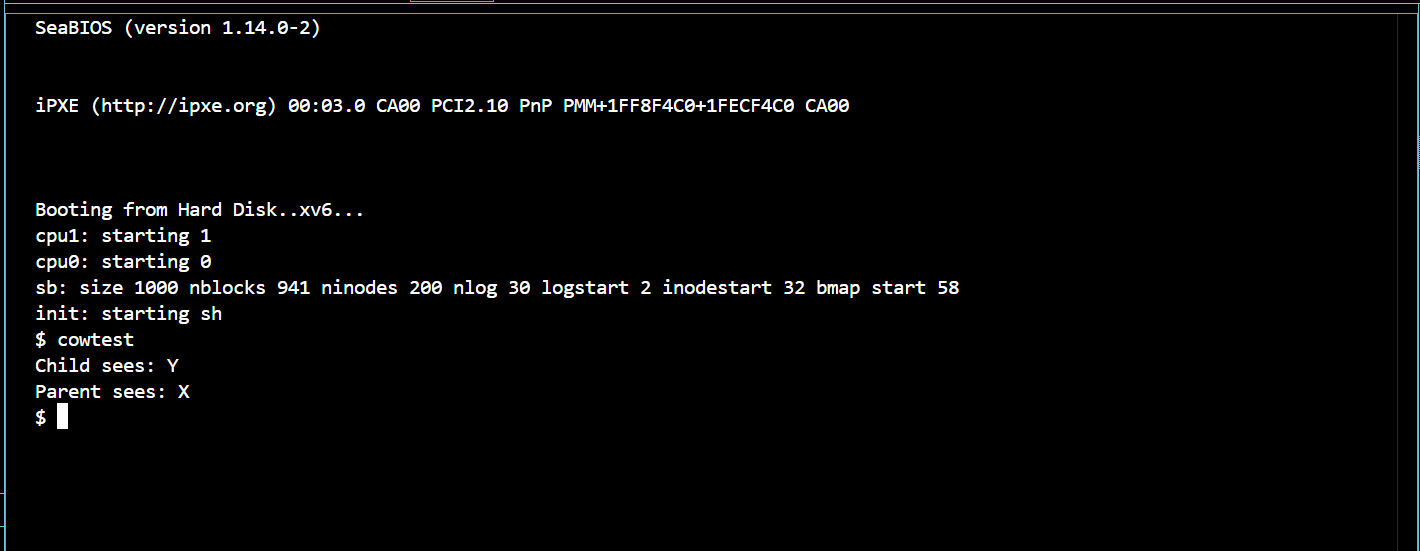 SeaBIOS (version 1.14.0-2)
iPXE (http://ipxe.org) 00:03.0 CA00 PCI2.10 PnP PMM+1FF8F4C0+1FECF4C0 CA00
Booting from Hard Disk..xv6...
cpu1: starting 1
cpu0: starting 0
sb: size 1000 nblocks 941 ninodes 200 nlog 30 logstart 2 inodestart 32 bmap start 58
init: starting sh
$ cowtest
Child sees: Y
Parent sees: X
$